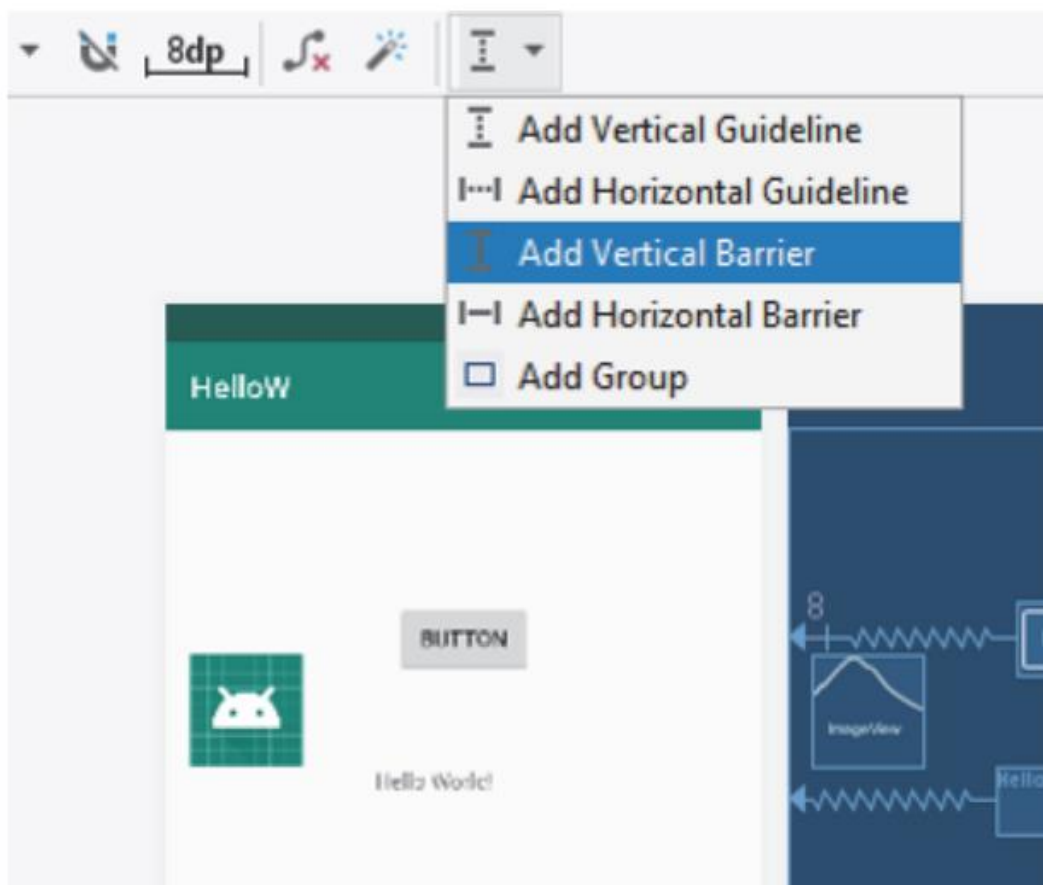 8dp
Add Vertical Guideline
Add Horizontal Guideline
Add Vertical Barrier
Add Horizontal Barrier
Add Group
HelloW
BUTTON
Hello World!
8
ImageView
Hello